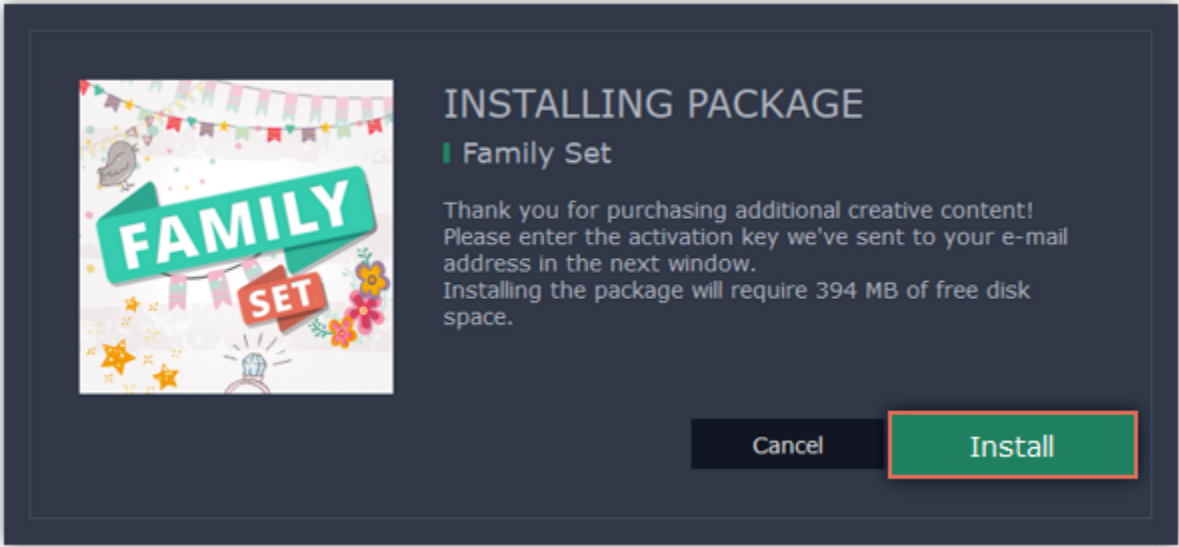 FAMILY
SET
INSTALLING PACKAGE
Family Set
Thank you for purchasing additional creative content!
Please enter the activation key we've sent to your e-mail
address in the next window.
Installing the package will require 394 MB of free disk
space.
Cancel
Install